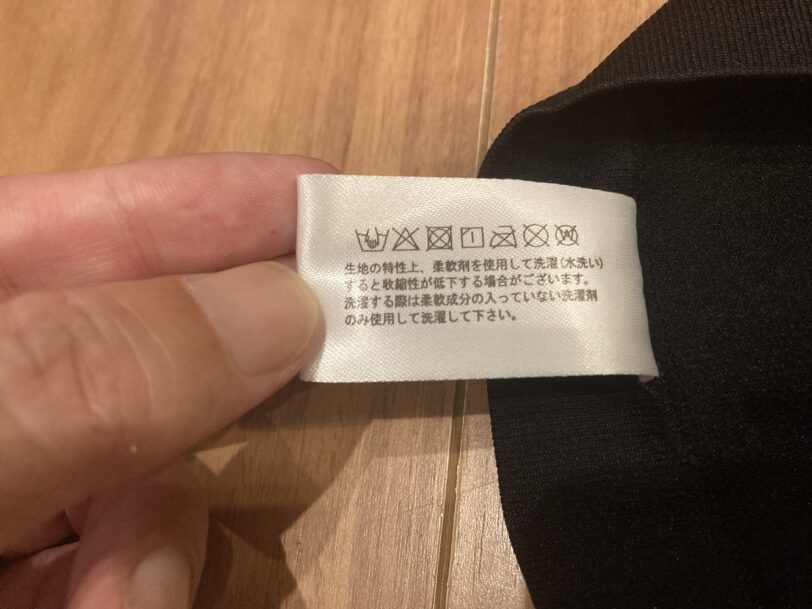 生地の特性上、柔軟剤を使用して洗濯(水洗い)
すると収縮性が低下する場合がございます。
洗濯する際は柔軟成分の入っていない洗濯剤
のみ使用して洗濯して下さい。